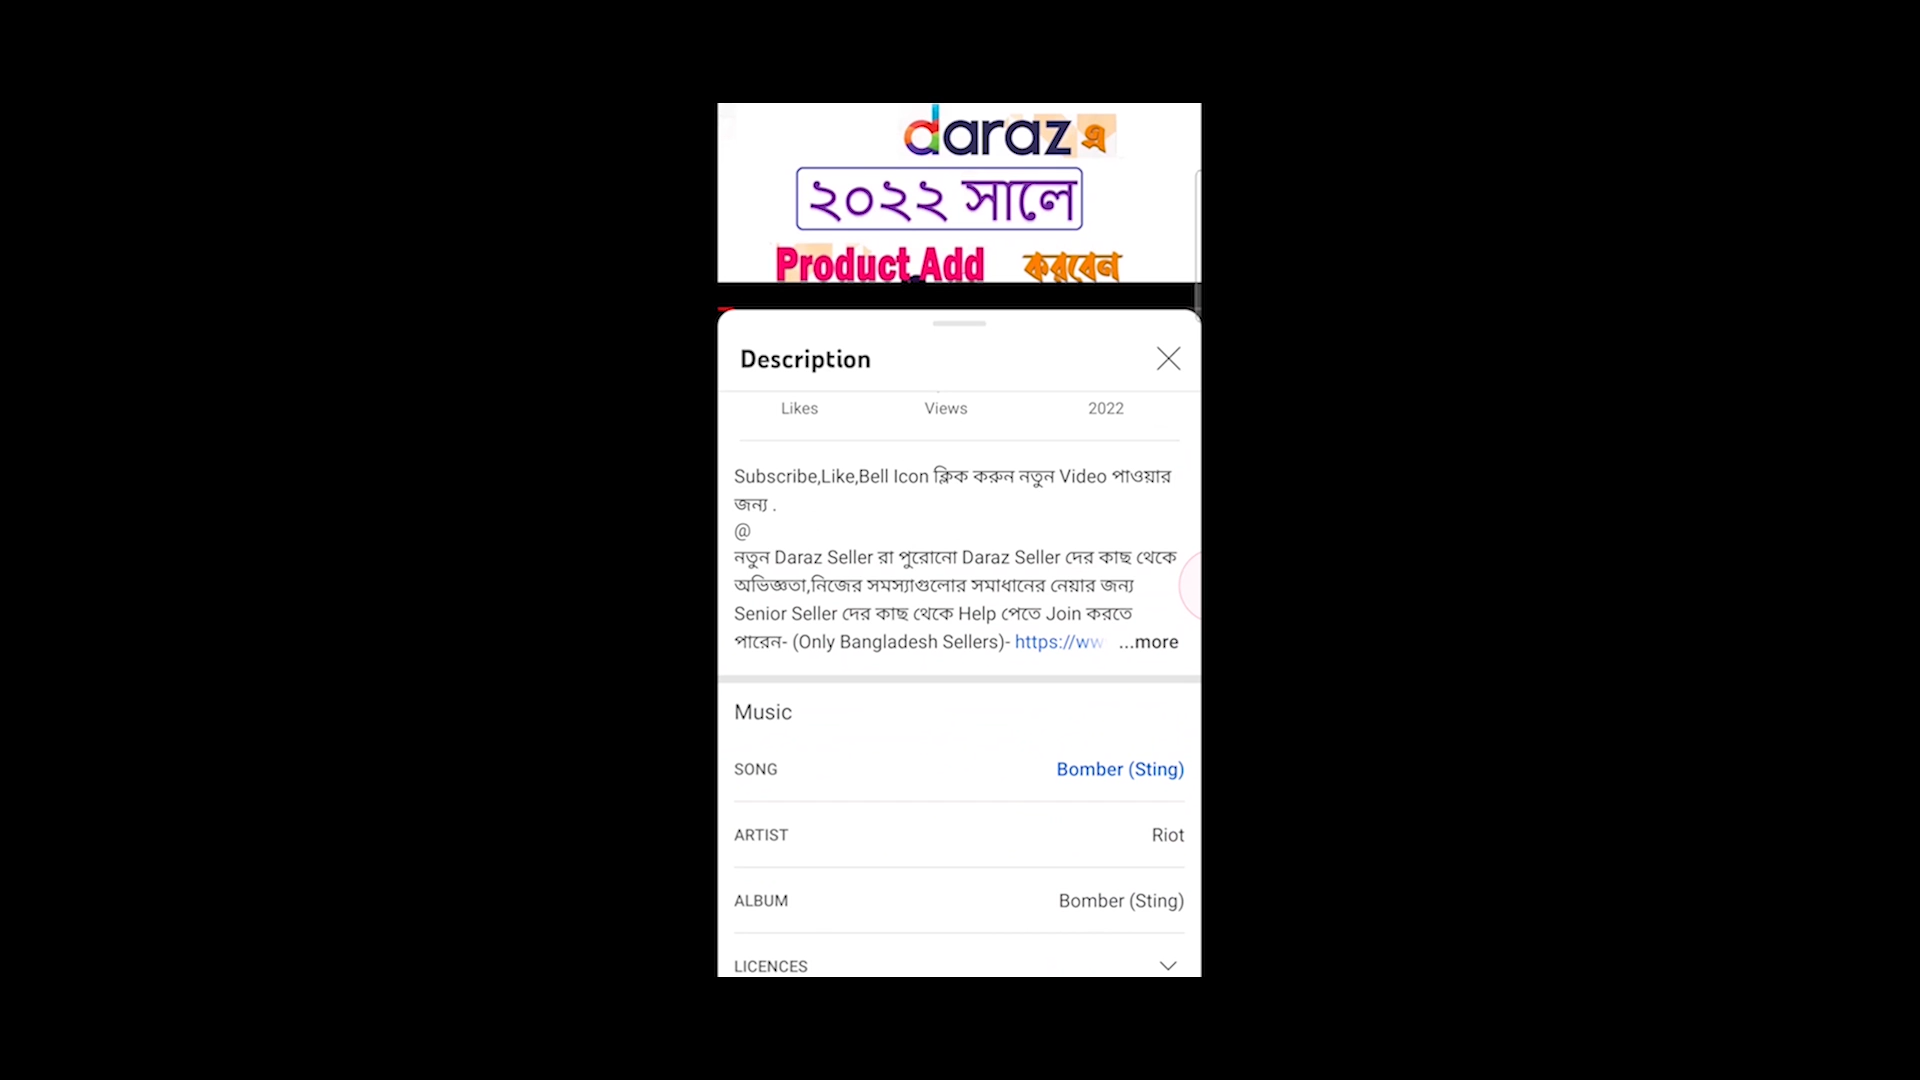 daraz এ
২০২২ সালে
Product Add করবেন
Description
Likes Views 2022
Subscribe,Like,Bell Icon ক্লিক করুন নতুন Video পাওয়ার
জন্য .
@
নতুন Daraz Seller রা পুরোনো Daraz Seller দের কাছ থেকে
অভিজ্ঞতা,নিজের সমস্যাগুলোর সমাধানের নেয়ার জন্য
Senior Seller দের কাছ থেকে Help পেতে Join করতে
পারেন- (Only Bangladesh Sellers)- https://ww ...more
Music
SONG Bomber (Sting)
ARTIST Riot
ALBUM Bomber (Sting)
LICENCES